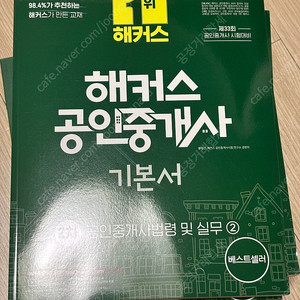 98.4%가 추천하는
해커스가 만든 교재
1위
해커스
제33회
공인중개사 시험대비
해커스
공인중개사
기본서
2차 공인중개사법령 및 실무 ②
베스트셀러